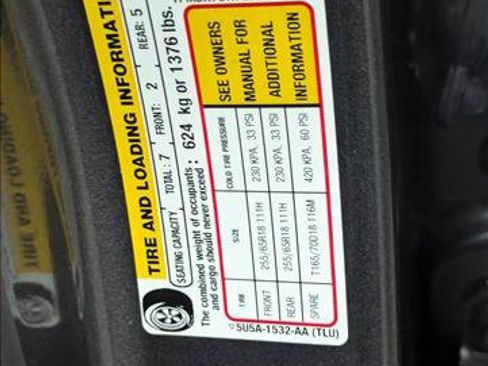 TIRE AND LOADING INFORMATI
SEATING CAPACITY TOTAL: 7 FRONT: 2 REAR: 5
The combined weight of occupants and cargo should never exceed : 624 kg or 1376 lbs.
TIRE SIZE COLD TIRE PRESSURE SEE OWNERS
FRONT 255/65R18 111H 230 KPA, 33 PSI MANUAL FOR
REAR 255/65R18 111H 230 KPA, 33 PSI ADDITIONAL
SPARE T165/70D18 116M 420 KPA, 60 PSI INFORMATION
5U5A-1532-AA (TLU)